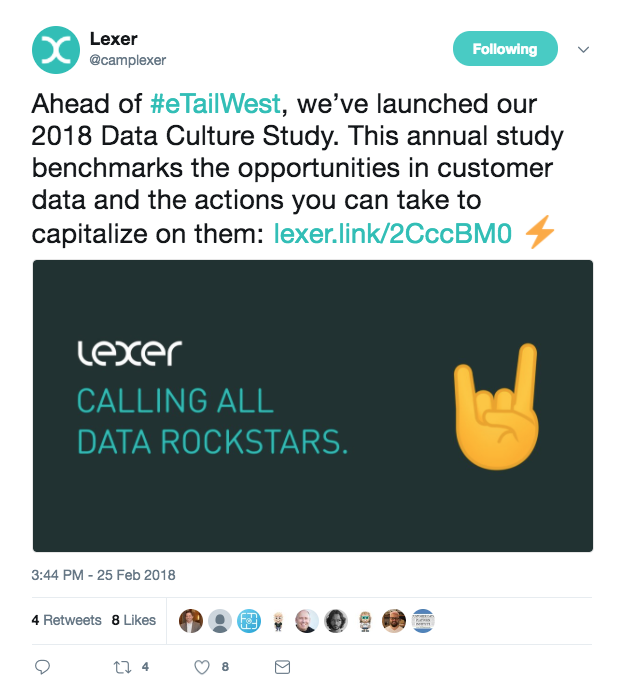 Lexer
@camplexer
Following
Ahead of #eTailWest, we’ve launched our
2018 Data Culture Study. This annual study
benchmarks the opportunities in customer
data and the actions you can take to
capitalize on them: lexer.link/2CccBM0 ⚡
Lexer
CALLING ALL
DATA ROCKSTARS.
3:44 PM - 25 Feb 2018
4 Retweets 8 Likes
4 8